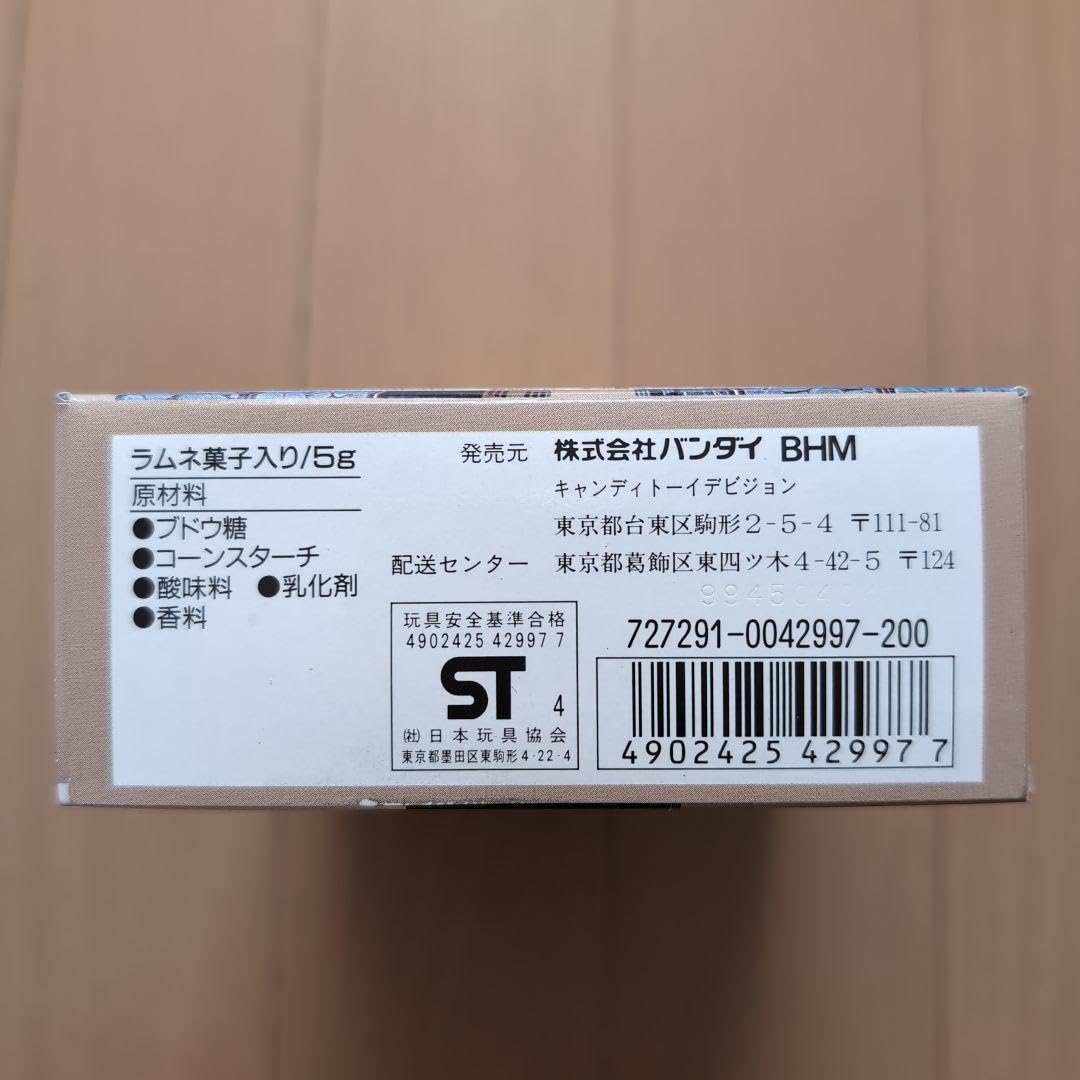 ラムネ菓子入り/5g
原材料
●ブドウ糖
●コーンスターチ
●酸味料 ●乳化剤
●香料
発売元 株式会社バンダイ BHM
キャンディトーイデビジョン
東京都台東区駒形2-5-4 〒111-81
配送センター 東京都葛飾区東四ツ木4-42-5 〒124
玩具安全基準合格
4902425 42997 7
ST 4
㈳日本玩具協会
東京都墨田区東駒形4-22-4
727291-0042997-200
4902425 42997 7